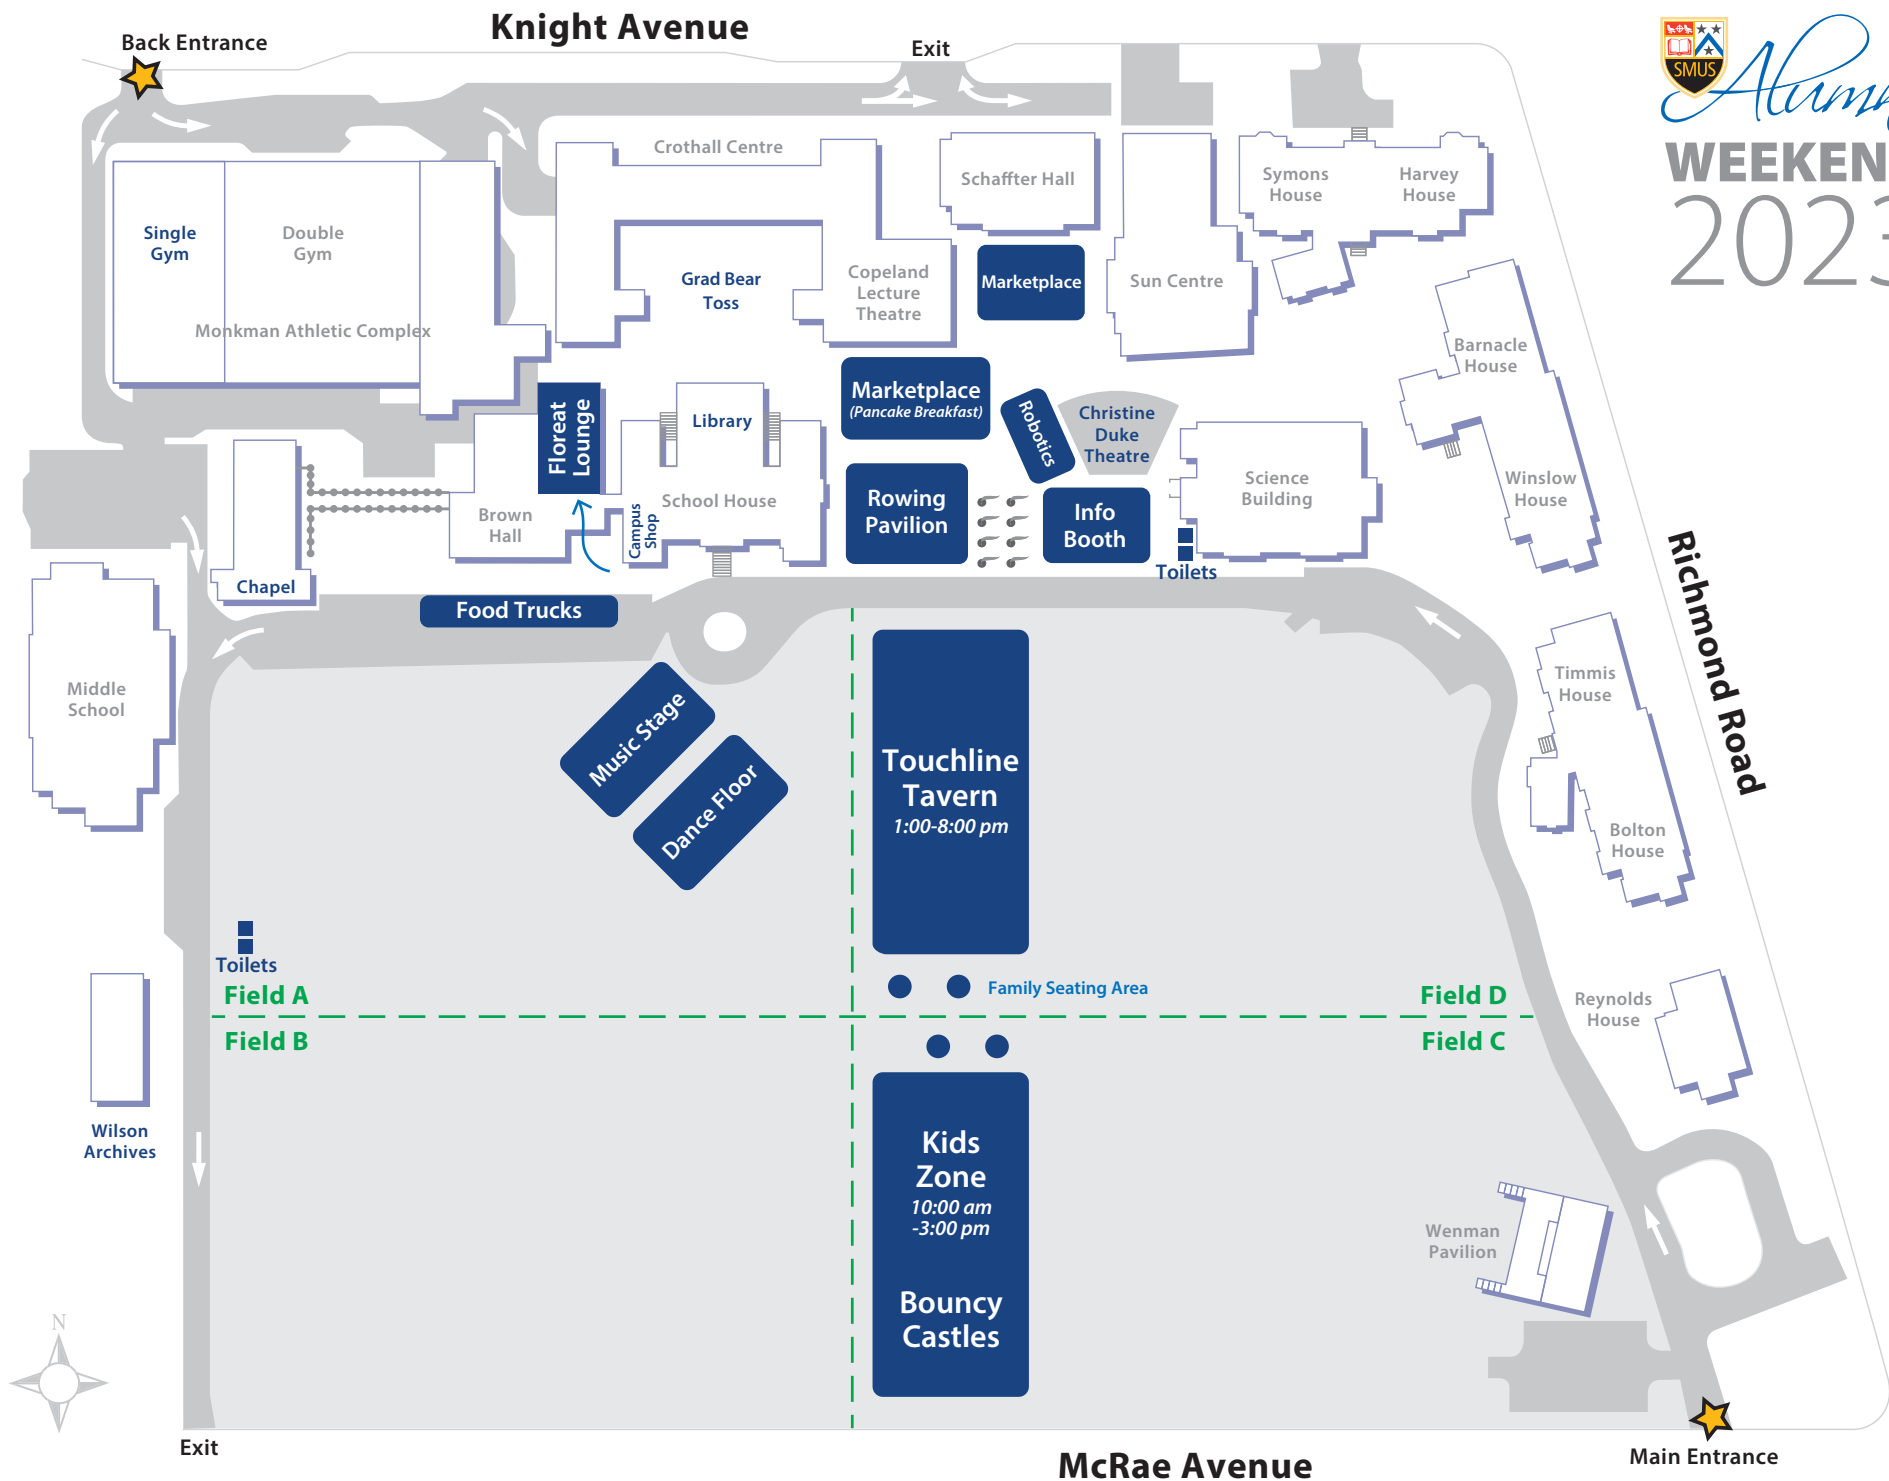 Knight Avenue
Back Entrance
Exit
SMUS
WEEKEN
2023
Crothall Centre
Schaffter Hall
Symons
House
Harvey
House
Single
Gym
Double
Gym
Monkman Athletic Complex
Grad Bear
Toss
Copeland
Lecture
Theatre
Marketplace
Sun Centre
Barnacle
House
Winslow
House
Marketplace
(Pancake Breakfast)
Robotics
Christine
Duke
Theatre
Floreat
Lounge
Library
School House
Campus
Shop
Brown
Hall
Rowing
Pavilion
Info
Booth
Science
Building
Toilets
Chapel
Food Trucks
Richmond Road
Middle
School
Music Stage
Dance Floor
Touchline
Tavern
1:00-8:00 pm
Timmis
House
Bolton
House
Toilets
Field A
Family Seating Area
Field D
Reynolds
House
Field B
Field C
Wilson
Archives
Kids
Zone
10:00 am
-3:00 pm
Bouncy
Castles
Wenman
Pavilion
N
Exit
McRae Avenue
Main Entrance